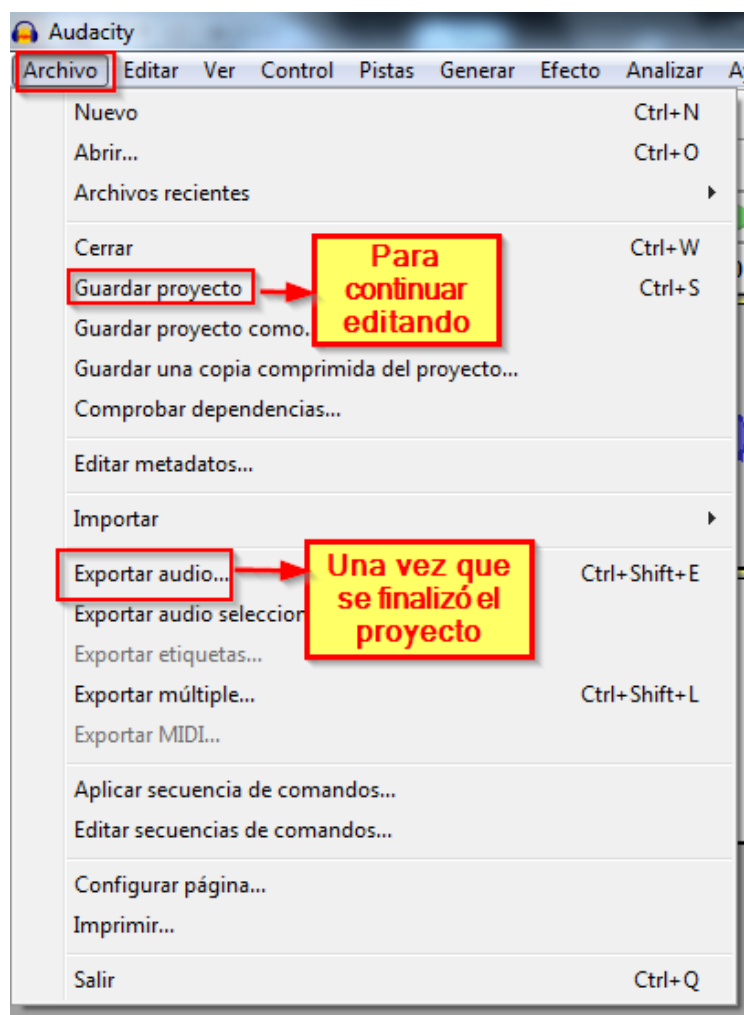 Audacity
Archivo Editar Ver Control Pistas Generar Efecto Analizar
Nuevo Ctrl+N
Abrir... Ctrl+O
Archivos recientes
Cerrar Ctrl+W
Guardar proyecto Ctrl+S
Para
continuar
editando
Guardar proyecto como.
Guardar una copia comprimida del proyecto...
Comprobar dependencias...
Editar metadatos...
Importar
Exportar audio... Ctrl+Shift+E
Una vez que
se finalizó el
proyecto
Exportar audio
Exportar etiquetas...
Exportar múltiple... Ctrl+Shift+L
Exportar MIDI...
Aplicar secuencia de comandos...
Editar secuencias de comandos...
Configurar página...
Imprimir...
Salir Ctrl+Q